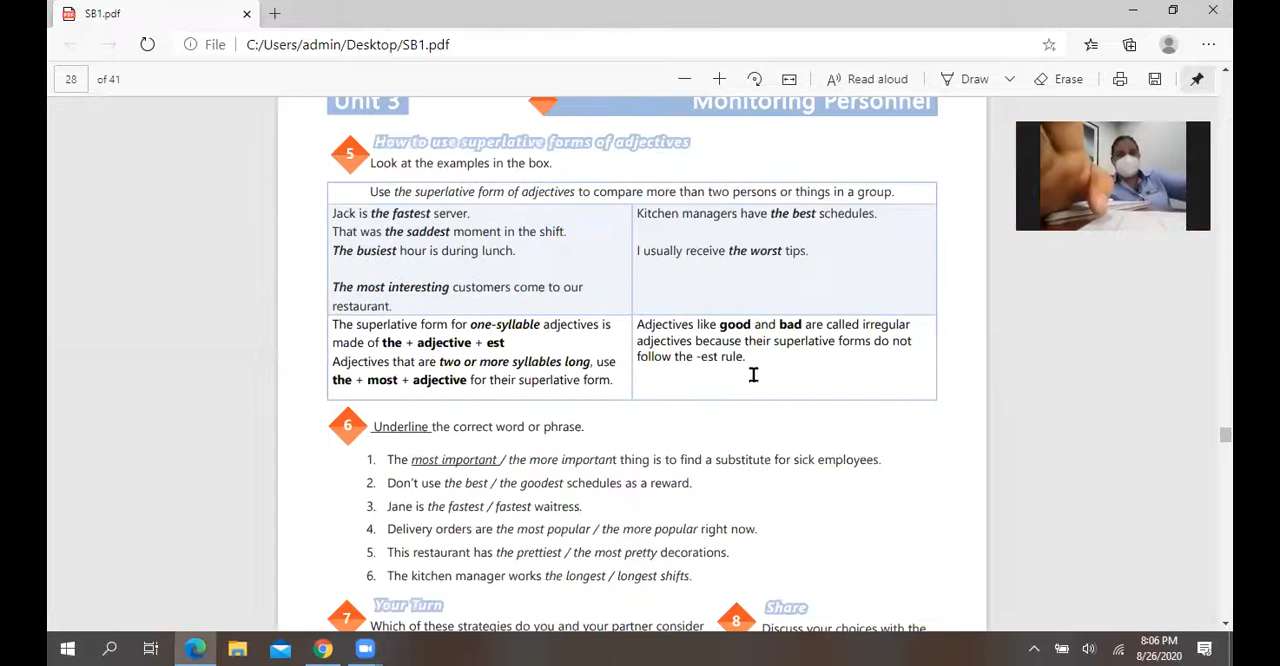 SB1.pdf
File C:/Users/admin/Desktop/SB1.pdf
28 of 41 Read aloud Draw Erase
Unit 3 Monitoring Personnel
5 How to use superlative forms of adjectives
Look at the examples in the box.
Use the superlative form of adjectives to compare more than two persons or things in a group.
Jack is the fastest server.
That was the saddest moment in the shift.
The busiest hour is during lunch.
The most interesting customers come to our
restaurant.
Kitchen managers have the best schedules.
I usually receive the worst tips.
The superlative form for one-syllable adjectives is
made of the + adjective + est
Adjectives that are two or more syllables long, use
the + most + adjective for their superlative form.
Adjectives like good and bad are called irregular
adjectives because their superlative forms do not
follow the -est rule.
6 Underline the correct word or phrase.
1. The most important / the more important thing is to find a substitute for sick employees.
2. Don't use the best / the goodest schedules as a reward.
3. Jane is the fastest / fastest waitress.
4. Delivery orders are the most popular / the more popular right now.
5. This restaurant has the prettiest / the most pretty decorations.
6. The kitchen manager works the longest / longest shifts.
7 Your Turn
Which of these strategies do you and your partner consider
8 Share
Discuss your choices with the
8:06 PM
8/26/2020